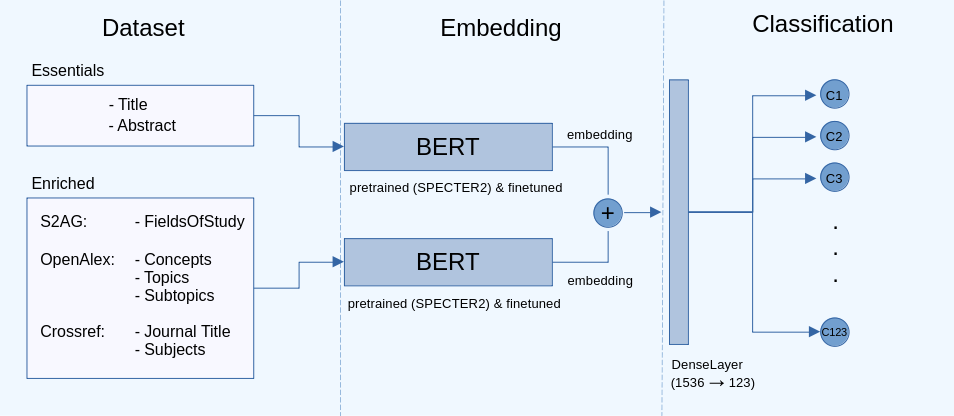 Dataset
Essentials
- Title
- Abstract
Enriched
S2AG: - FieldsOfStudy
OpenAlex: - Concepts
- Topics
- Subtopics
Crossref: - Journal Title
- Subjects
Embedding
BERT
pretrained (SPECTER2) & finetuned
embedding
+
BERT
pretrained (SPECTER2) & finetuned
embedding
Classification
C1
C2
C3
.
.
.
C123
DenseLayer
(1536 → 123)